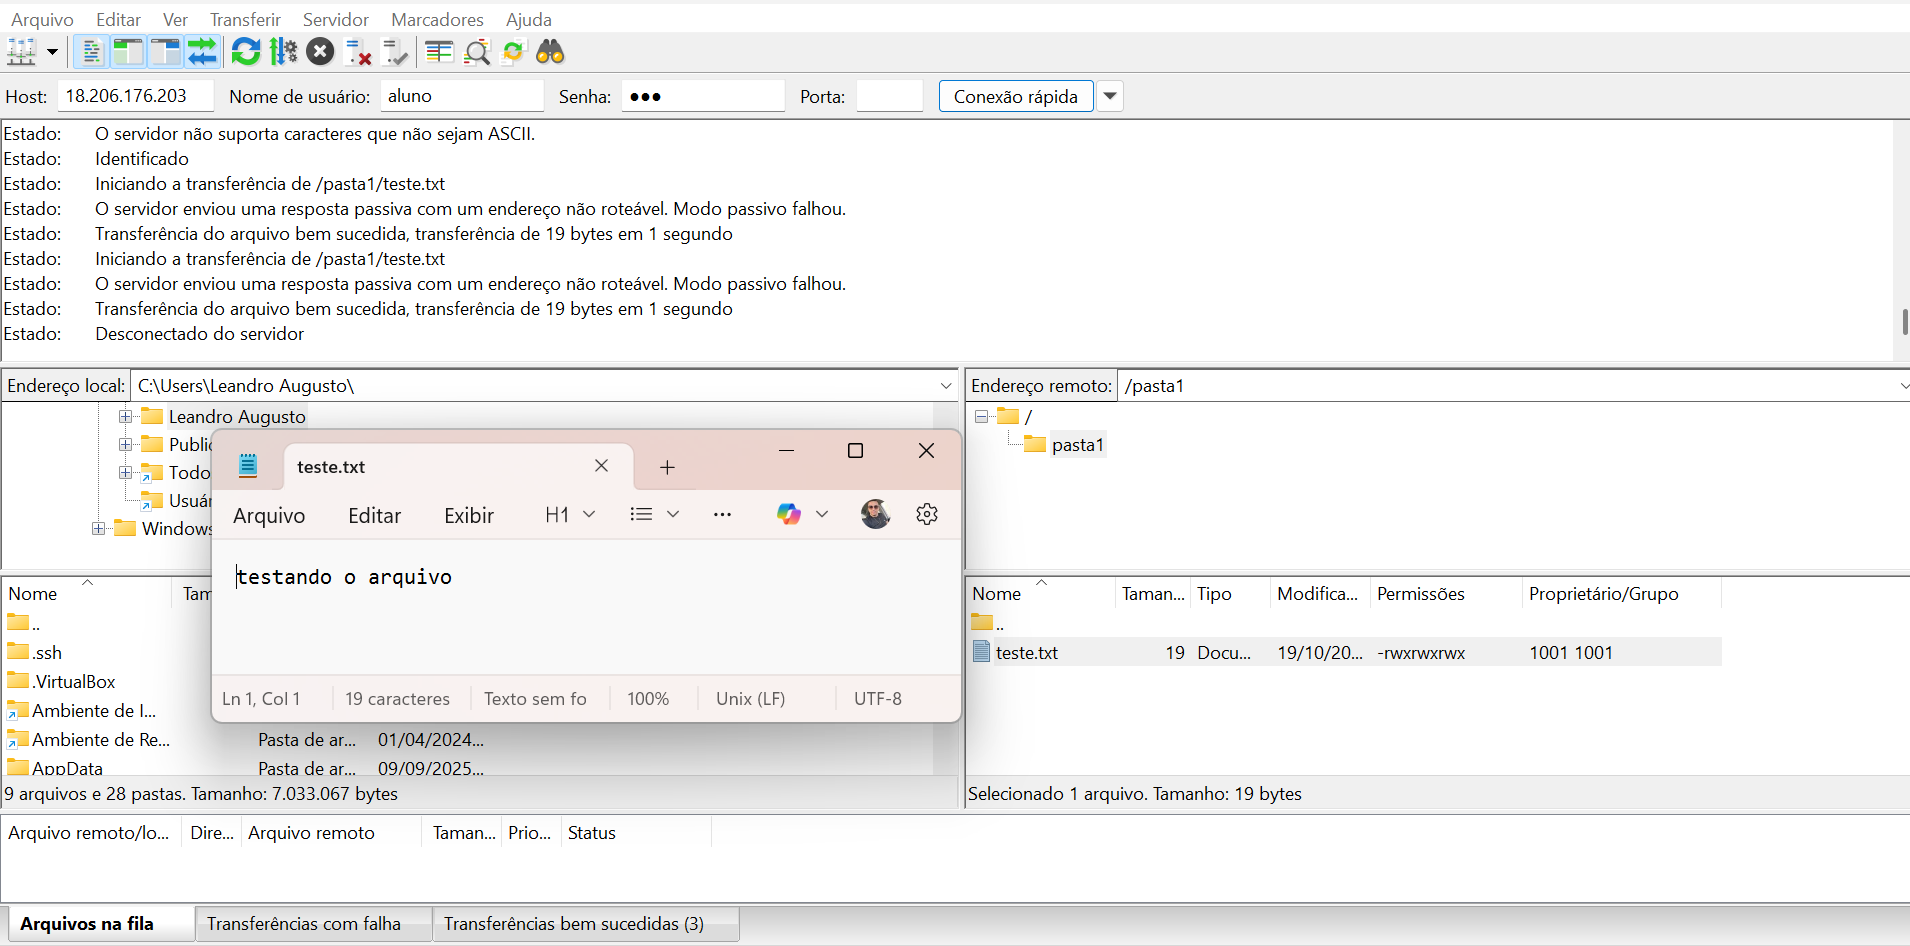 Arquivo Editar Ver Transferir Servidor Marcadores Ajuda
Host: 18.206.176.203 Nome de usuário: aluno Senha: ●●● Porta: Conexão rápida
Estado: O servidor não suporta caracteres que não sejam ASCII.
Estado: Identificado
Estado: Iniciando a transferência de /pasta1/teste.txt
Estado: O servidor enviou uma resposta passiva com um endereço não roteável. Modo passivo falhou.
Estado: Transferência do arquivo bem sucedida, transferência de 19 bytes em 1 segundo
Estado: Iniciando a transferência de /pasta1/teste.txt
Estado: O servidor enviou uma resposta passiva com um endereço não roteável. Modo passivo falhou.
Estado: Transferência do arquivo bem sucedida, transferência de 19 bytes em 1 segundo
Estado: Desconectado do servidor
Endereço local: C:\Users\Leandro Augusto\
Leandro Augusto
Public
Todo
Usuár
Windows
teste.txt
Arquivo Editar Exibir H1
testando o arquivo
Ln 1, Col 1 19 caracteres Texto sem fo 100% Unix (LF) UTF-8
Nome Tam
..
.ssh
.VirtualBox
Ambiente de I...
Ambiente de Re... Pasta de ar... 01/04/2024...
AppData Pasta de ar... 09/09/2025...
9 arquivos e 28 pastas. Tamanho: 7.033.067 bytes
Endereço remoto: /pasta1
/
pasta1
Nome Taman... Tipo Modifica... Permissões Proprietário/Grupo
..
teste.txt 19 Docu... 19/10/20... -rwxrwxrwx 1001 1001
Selecionado 1 arquivo. Tamanho: 19 bytes
Arquivo remoto/lo... Dire... Arquivo remoto Taman... Prio... Status
Arquivos na fila Transferências com falha Transferências bem sucedidas (3)